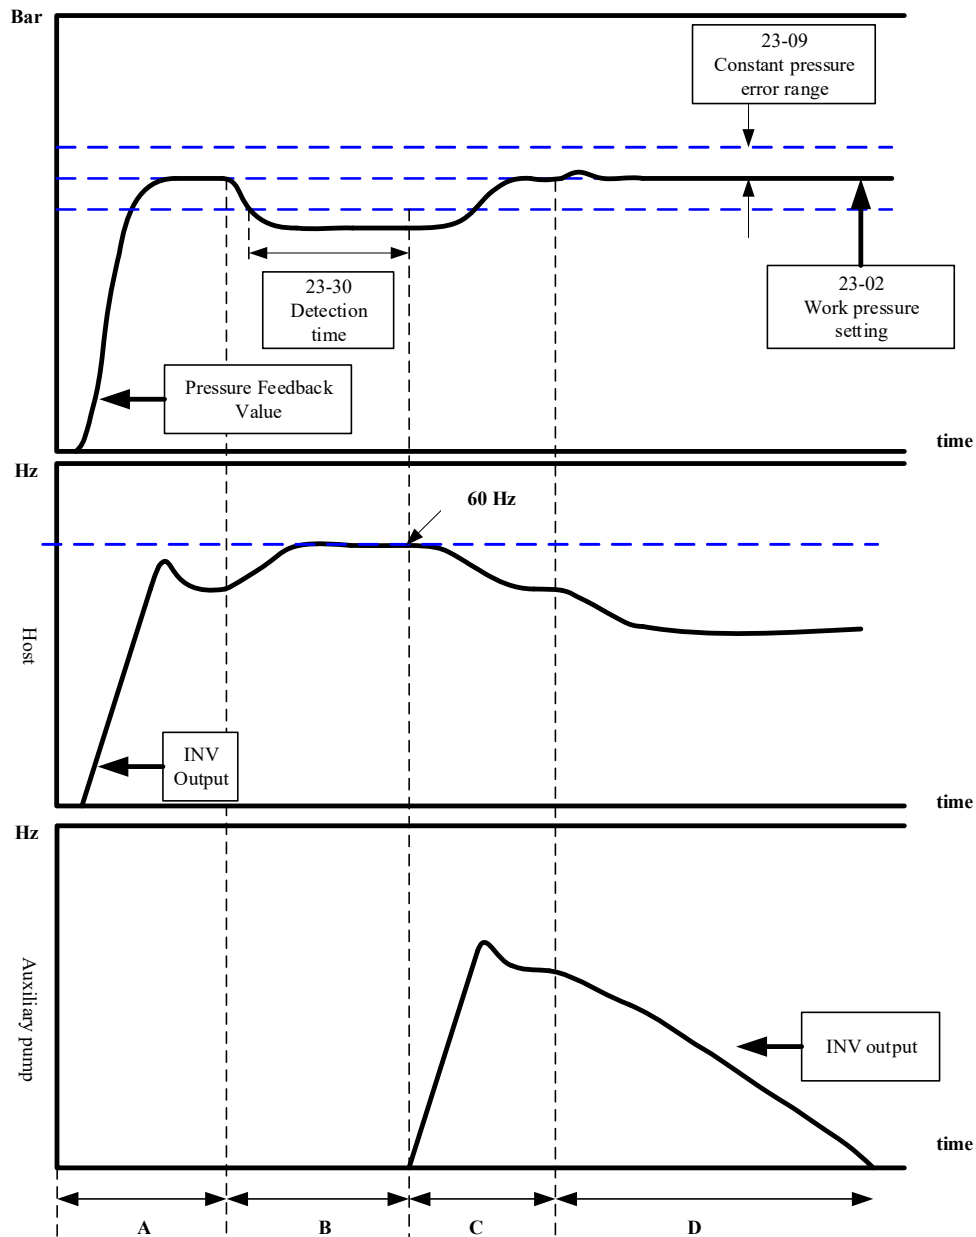 Bar
23-09
Constant pressure
error range
23-30
Detection
time
23-02
Work pressure
setting
Pressure Feedback
Value
time
Hz
60 Hz
Host
INV
Output
time
Hz
Auxiliary pump
INV output
time
A
B
C
D